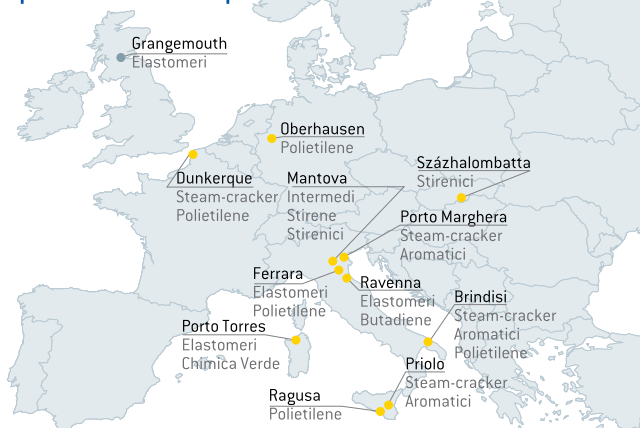 Grangemouth
Elastomeri
Oberhausen
Polietilene
Dunkerque
Steam-cracker
Polietilene
Mantova
Intermedi
Stirene
Stirenici
Százhalombatta
Stirenici
Porto Marghera
Steam-cracker
Aromatici
Ferrara
Elastomeri
Polietilene
Ravenna
Elastomeri
Butadiene
Brindisi
Steam-cracker
Aromatici
Polietilene
Porto Torres
Elastomeri
Chimica Verde
Priolo
Steam-cracker
Aromatici
Ragusa
Polietilene